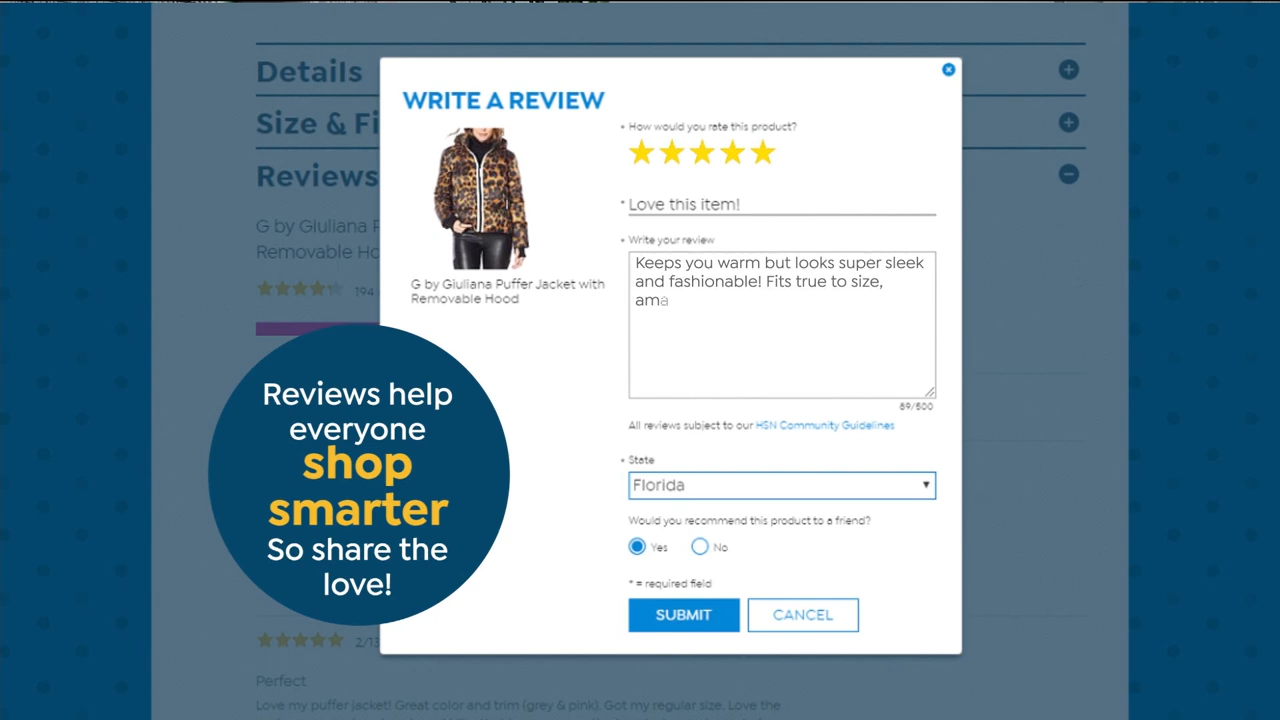 Details
Size & Fi
Reviews
G by Giuliana P
Removable Ho
194
WRITE A REVIEW
G by Giuliana Puffer Jacket with
Removable Hood
* How would you rate this product?
* Love this item!
* Write your review
Keeps you warm but looks super sleek
and fashionable! Fits true to size,
ama
89/500
All reviews subject to our HSN Community Guidelines
* State
Florida
Would you recommend this product to a friend?
Yes No
* = required field
SUBMIT CANCEL
Reviews help
everyone
shop
smarter
So share the
love!
2/13
Perfect
Love my puffer jacket! Great color and trim (grey & pink). Got my regular size. Love the